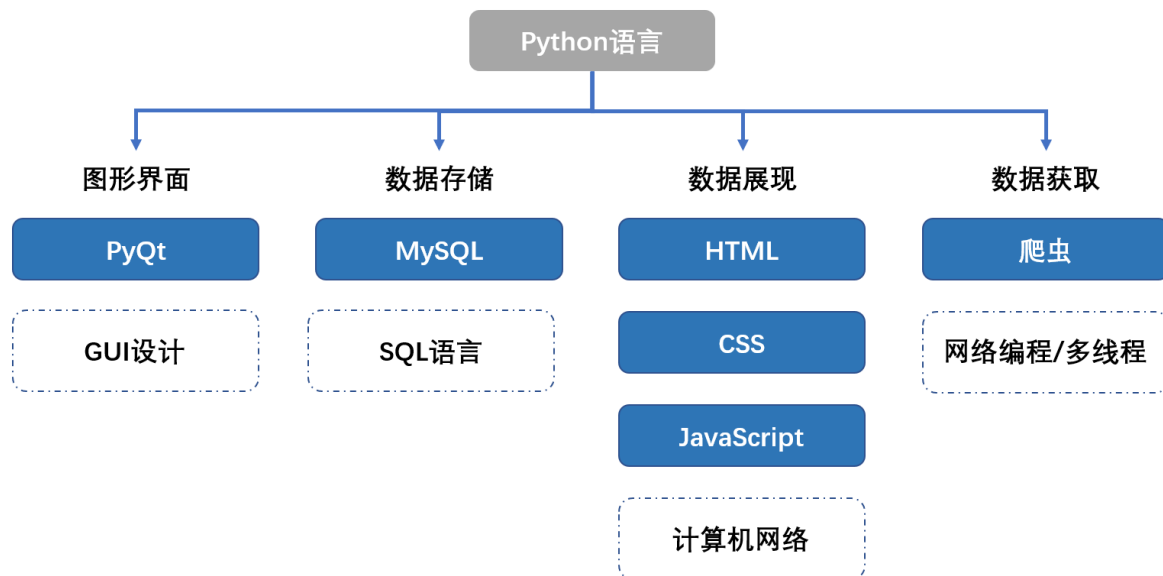 Python语言
图形界面
数据存储
数据展现
数据获取
PyQt
MySQL
HTML
爬虫
GUI设计
SQL语言
CSS
网络编程/多线程
JavaScript
计算机网络